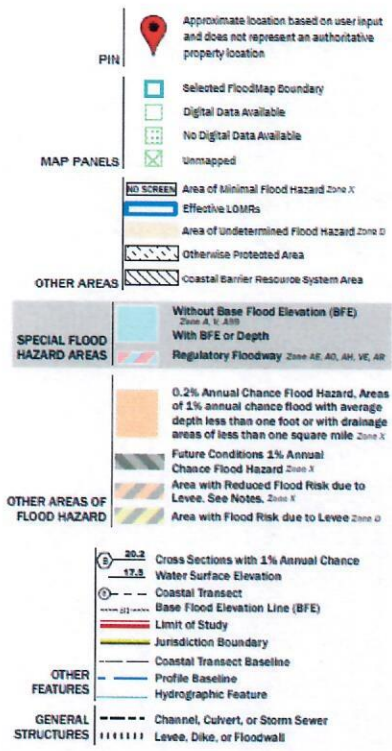 Approximate location based on user input
and does not represent an authoritative
property location
PIN
Selected FloodMap Boundary
Digital Data Available
No Digital Data Available
Unmapped
MAP PANELS
NO SCREEN Area of Minimal Flood Hazard Zone X
Effective LOMRs
Area of Undetermined Flood Hazard Zone D
Otherwise Protected Area
Coastal Barrier Resource System Area
OTHER AREAS
Without Base Flood Elevation (BFE)
Zone A, V, A99
With BFE or Depth
Regulatory Floodway Zone AE, AO, AH, VE, AR
SPECIAL FLOOD
HAZARD AREAS
0.2% Annual Chance Flood Hazard, Areas
of 1% annual chance flood with average
depth less than one foot or with drainage
areas of less than one square mile Zone X
Future Conditions 1% Annual
Chance Flood Hazard Zone X
Area with Reduced Flood Risk due to
Levee. See Notes. Zone X
Area with Flood Risk due to Levee Zone D
OTHER AREAS OF
FLOOD HAZARD
B 20.2 Cross Sections with 1% Annual Chance
17.5 Water Surface Elevation
8 Coastal Transect
Base Flood Elevation Line (BFE)
Limit of Study
Jurisdiction Boundary
Coastal Transect Baseline
Profile Baseline
Hydrographic Feature
OTHER
FEATURES
Channel, Culvert, or Storm Sewer
Levee, Dike, or Floodwall
GENERAL
STRUCTURES